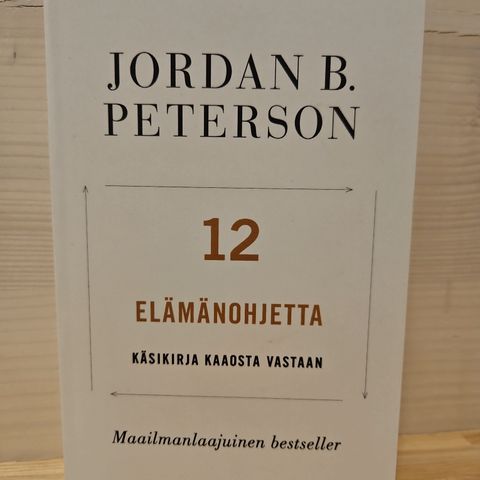 JORDAN B.
PETERSON
12
ELÄMÄNOHJETTA
KÄSIKIRJA KAAOSTA VASTAAN
Maailmanlaajuinen bestseller